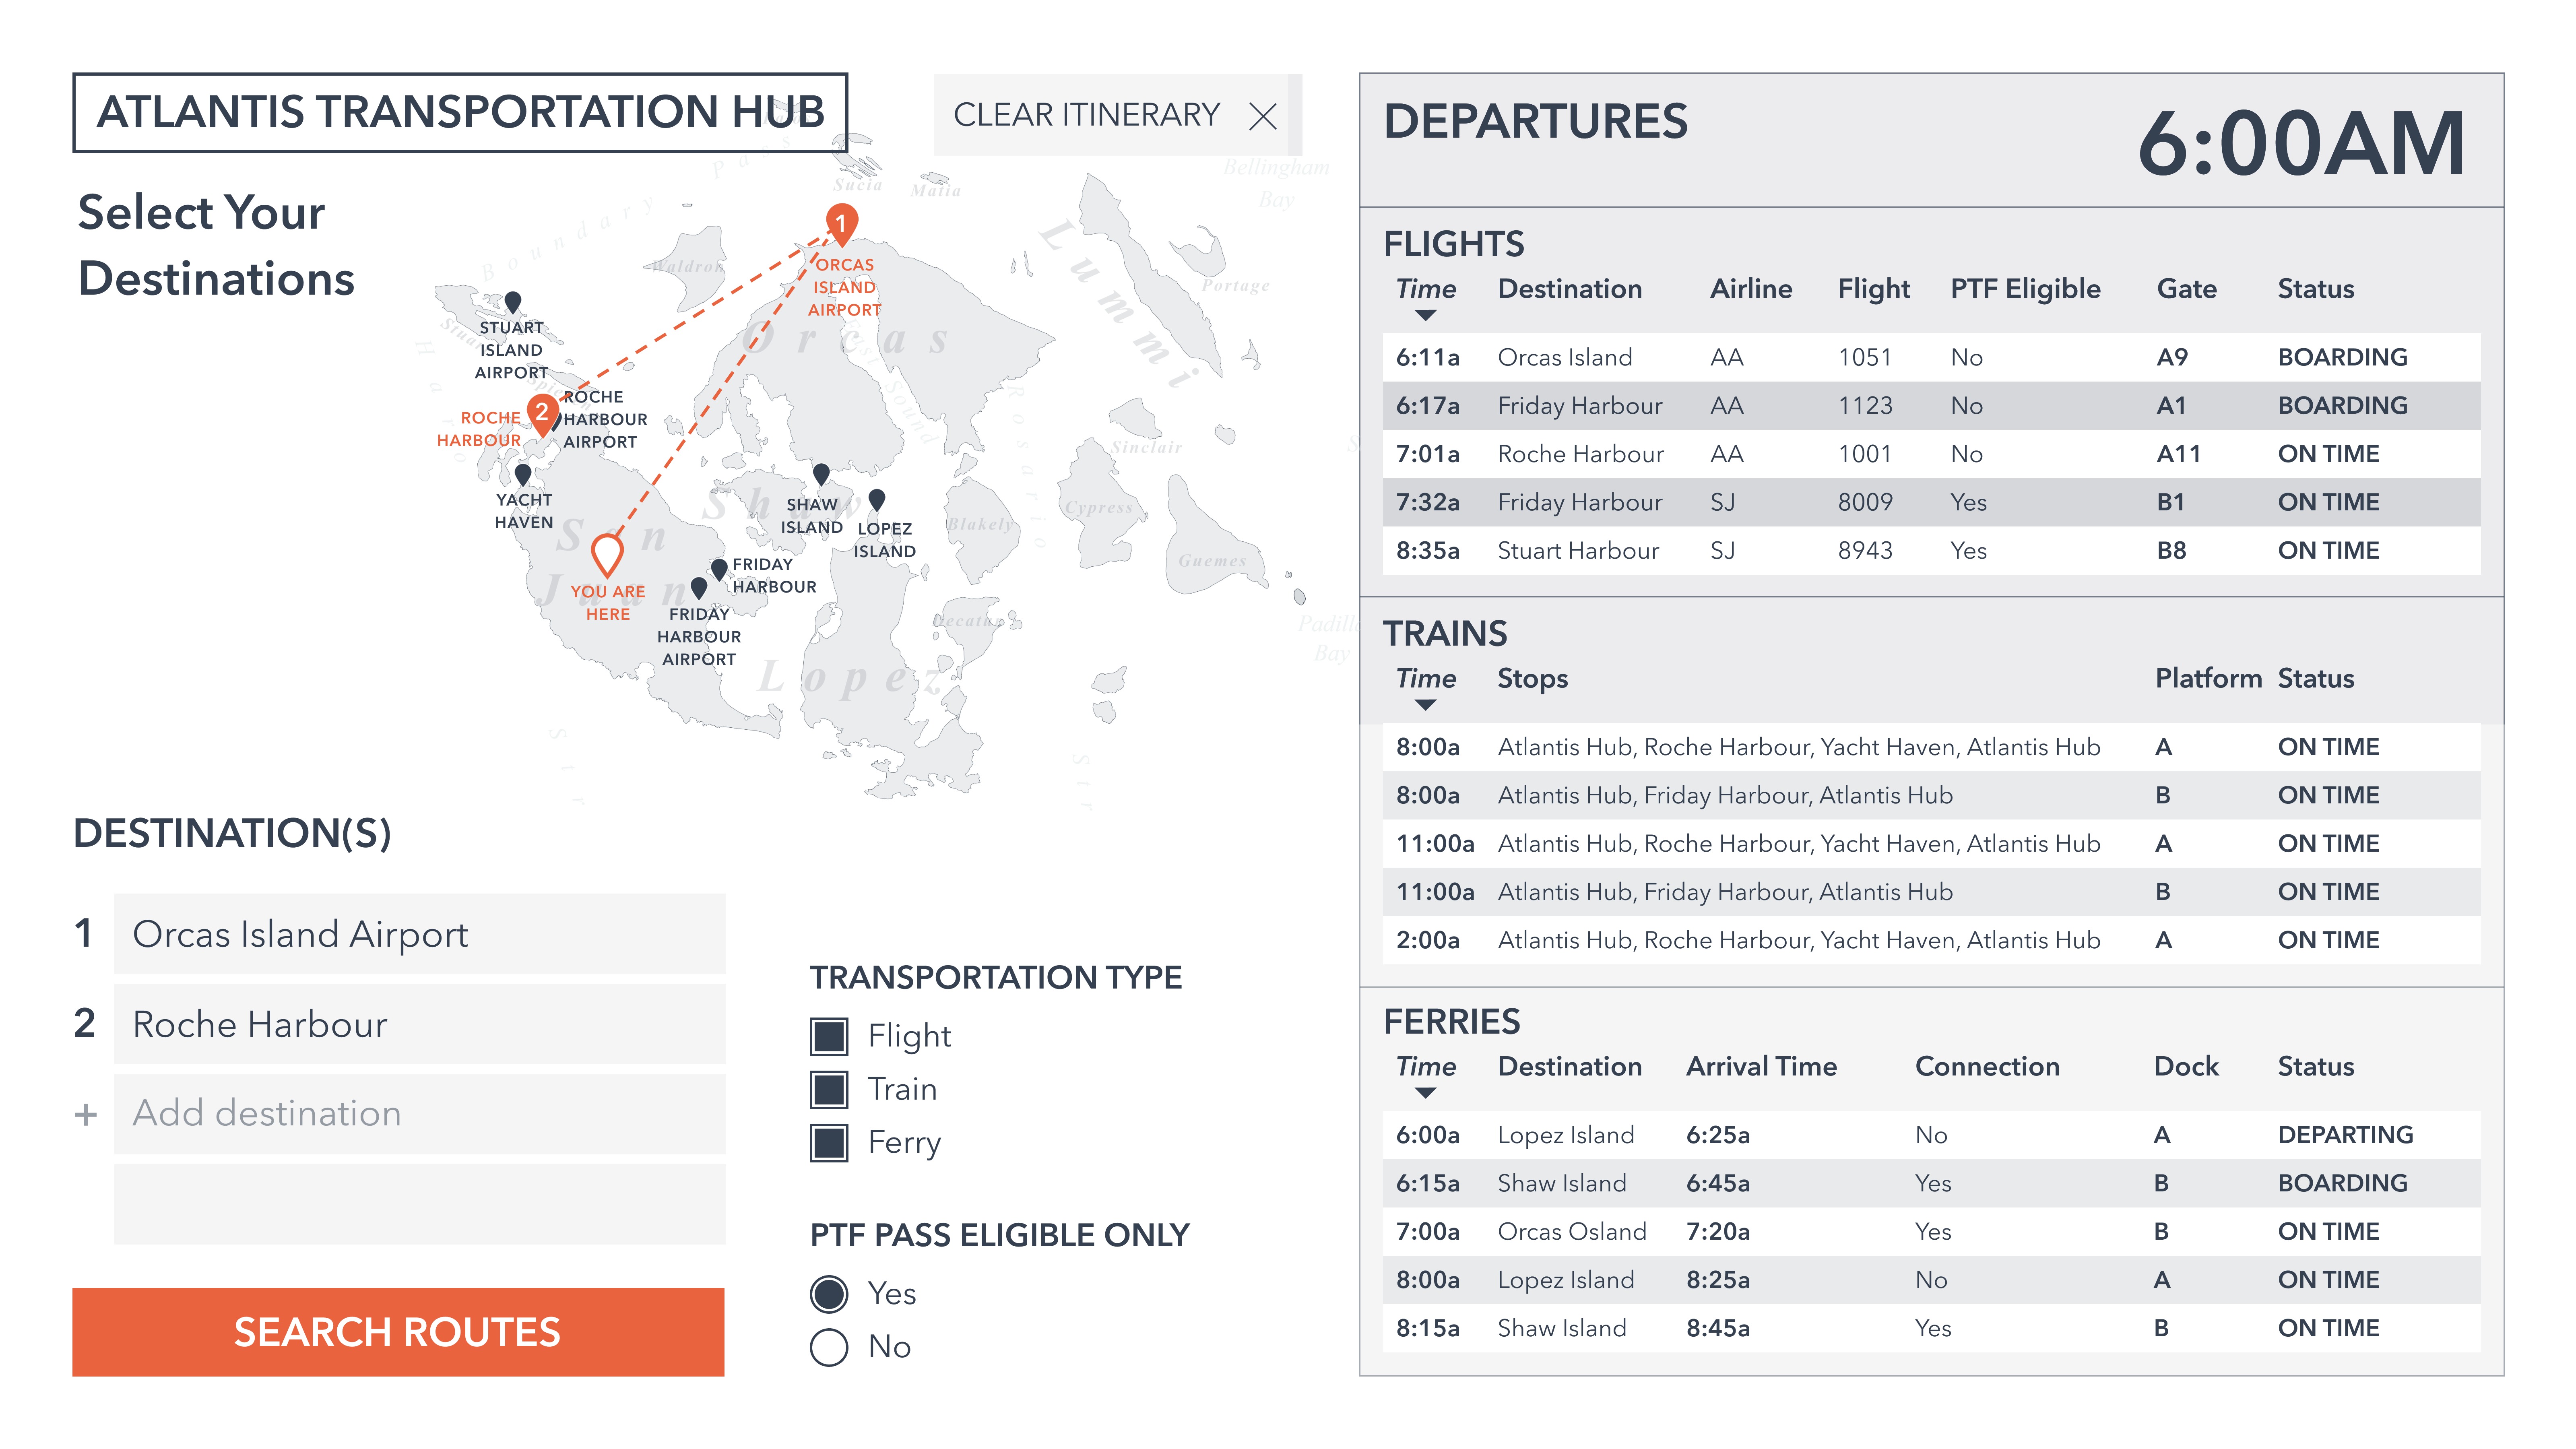 ATLANTIS TRANSPORTATION HUB
CLEAR ITINERARY
Select Your
Destinations
Boundary Pass
Sucia
Matia
Bellingham
Bay
1
ORCAS
ISLAND
AIRPORT
Waldron
Lummi
Portage
Orcas
STUART
ISLAND
AIRPORT
Stuart
Haro
2
ROCHE
HARBOUR
ROCHE
HARBOUR
AIRPORT
Sound
Rosario
Sinclair
YACHT
HAVEN
Shaw
SHAW
ISLAND
LOPEZ
ISLAND
Blakely
Cypress
Guemes
San
Juan
YOU ARE
HERE
FRIDAY
HARBOUR
FRIDAY
HARBOUR
AIRPORT
Decatur
Lopez
Padilla
Bay
Str
Str
DESTINATION(S)
1 Orcas Island Airport
2 Roche Harbour
+ Add destination
SEARCH ROUTES
TRANSPORTATION TYPE
Flight
Train
Ferry
PTF PASS ELIGIBLE ONLY
Yes
No
DEPARTURES 6:00AM
FLIGHTS
Time Destination Airline Flight PTF Eligible Gate Status
6:11a Orcas Island AA 1051 No A9 BOARDING
6:17a Friday Harbour AA 1123 No A1 BOARDING
7:01a Roche Harbour AA 1001 No A11 ON TIME
7:32a Friday Harbour SJ 8009 Yes B1 ON TIME
8:35a Stuart Harbour SJ 8943 Yes B8 ON TIME
TRAINS
Time Stops Platform Status
8:00a Atlantis Hub, Roche Harbour, Yacht Haven, Atlantis Hub A ON TIME
8:00a Atlantis Hub, Friday Harbour, Atlantis Hub B ON TIME
11:00a Atlantis Hub, Roche Harbour, Yacht Haven, Atlantis Hub A ON TIME
11:00a Atlantis Hub, Friday Harbour, Atlantis Hub B ON TIME
2:00a Atlantis Hub, Roche Harbour, Yacht Haven, Atlantis Hub A ON TIME
FERRIES
Time Destination Arrival Time Connection Dock Status
6:00a Lopez Island 6:25a No A DEPARTING
6:15a Shaw Island 6:45a Yes B BOARDING
7:00a Orcas Osland 7:20a Yes B ON TIME
8:00a Lopez Island 8:25a No A ON TIME
8:15a Shaw Island 8:45a Yes B ON TIME